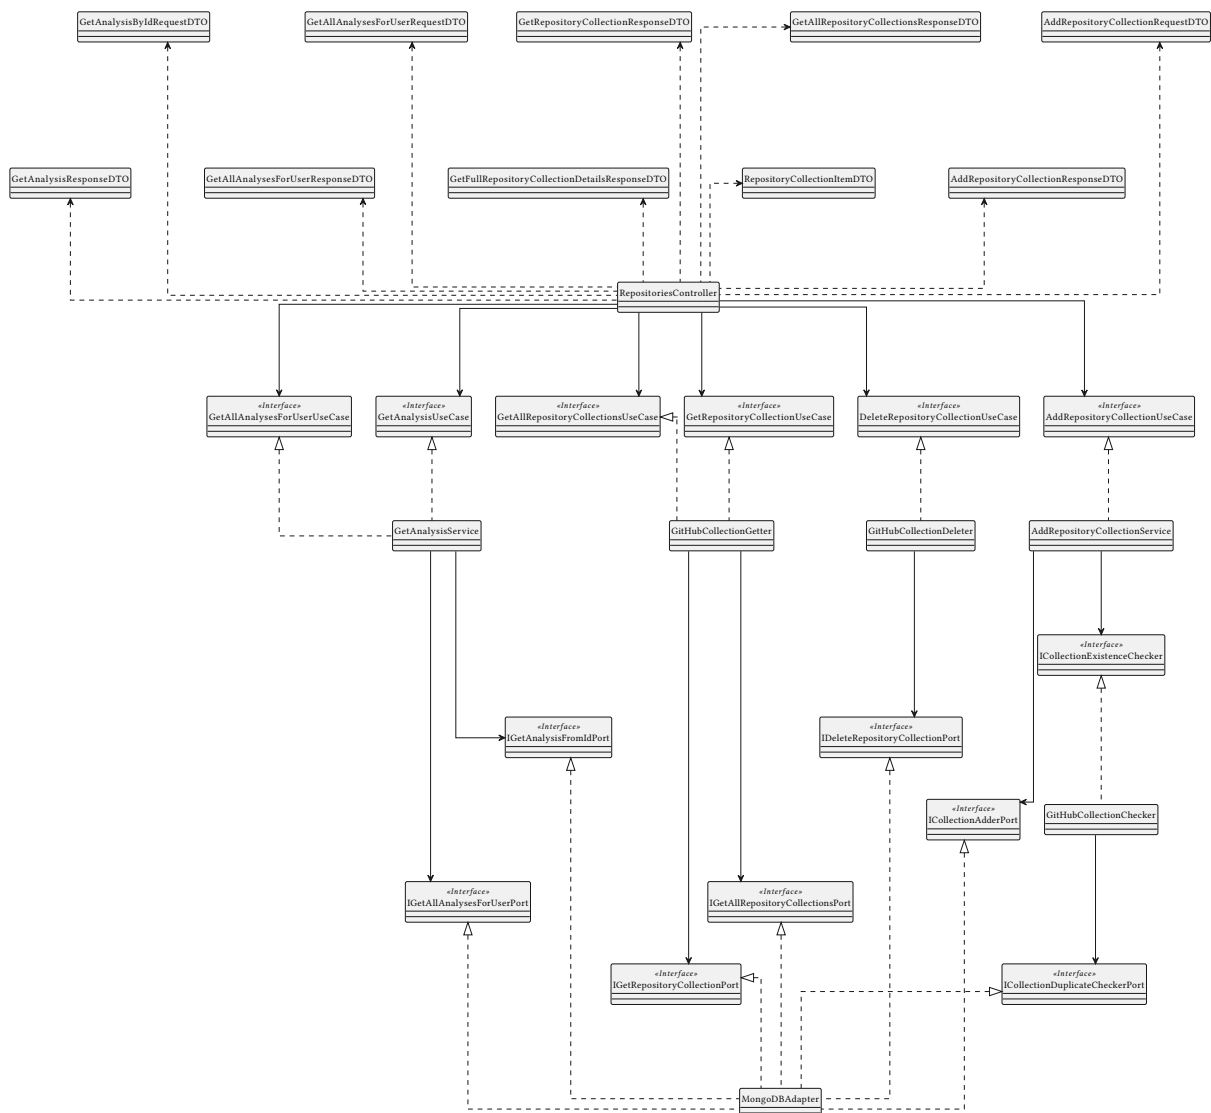 GetAnalysisByIdRequestDTO
GetAllAnalysesForUserRequestDTO
GetRepositoryCollectionResponseDTO
GetAllRepositoryCollectionsResponseDTO
AddRepositoryCollectionRequestDTO
GetAnalysisResponseDTO
GetAllAnalysesForUserResponseDTO
GetFullRepositoryCollectionDetailsResponseDTO
RepositoryCollectionItemDTO
AddRepositoryCollectionResponseDTO
RepositoriesController
«Interface»
GetAllAnalysesForUserUseCase
«Interface»
GetAnalysisUseCase
«Interface»
GetAllRepositoryCollectionsUseCase
«Interface»
GetRepositoryCollectionUseCase
«Interface»
DeleteRepositoryCollectionUseCase
«Interface»
AddRepositoryCollectionUseCase
GetAnalysisService
GitHubCollectionGetter
GitHubCollectionDeleter
AddRepositoryCollectionService
«Interface»
ICollectionExistenceChecker
«Interface»
IGetAnalysisFromIdPort
«Interface»
IDeleteRepositoryCollectionPort
«Interface»
ICollectionAdderPort
GitHubCollectionChecker
«Interface»
IGetAllAnalysesForUserPort
«Interface»
IGetAllRepositoryCollectionsPort
«Interface»
IGetRepositoryCollectionPort
«Interface»
ICollectionDuplicateCheckerPort
MongoDBAdapter